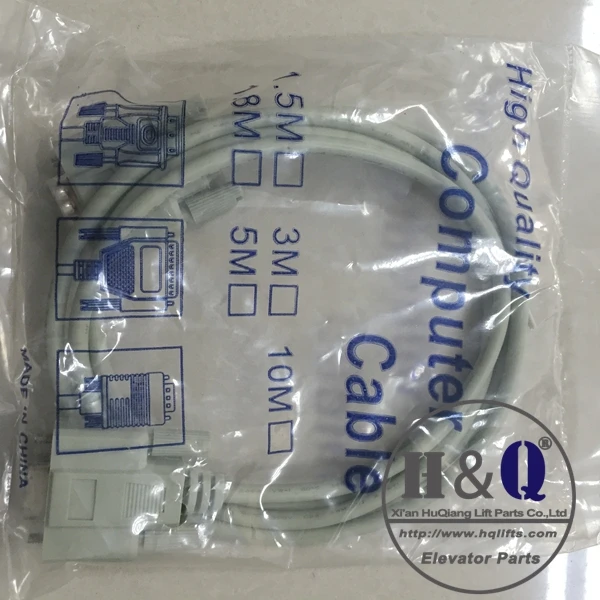 High Quality
Computer
Cable
1.5M□ 3M□ 10M□
1.8M□ 5M□
MADE IN CHINA
H&Q®
Xi'an HuQiang Lift Parts Co.,Ltd
http://www.hqlifts.com
Elevator Parts